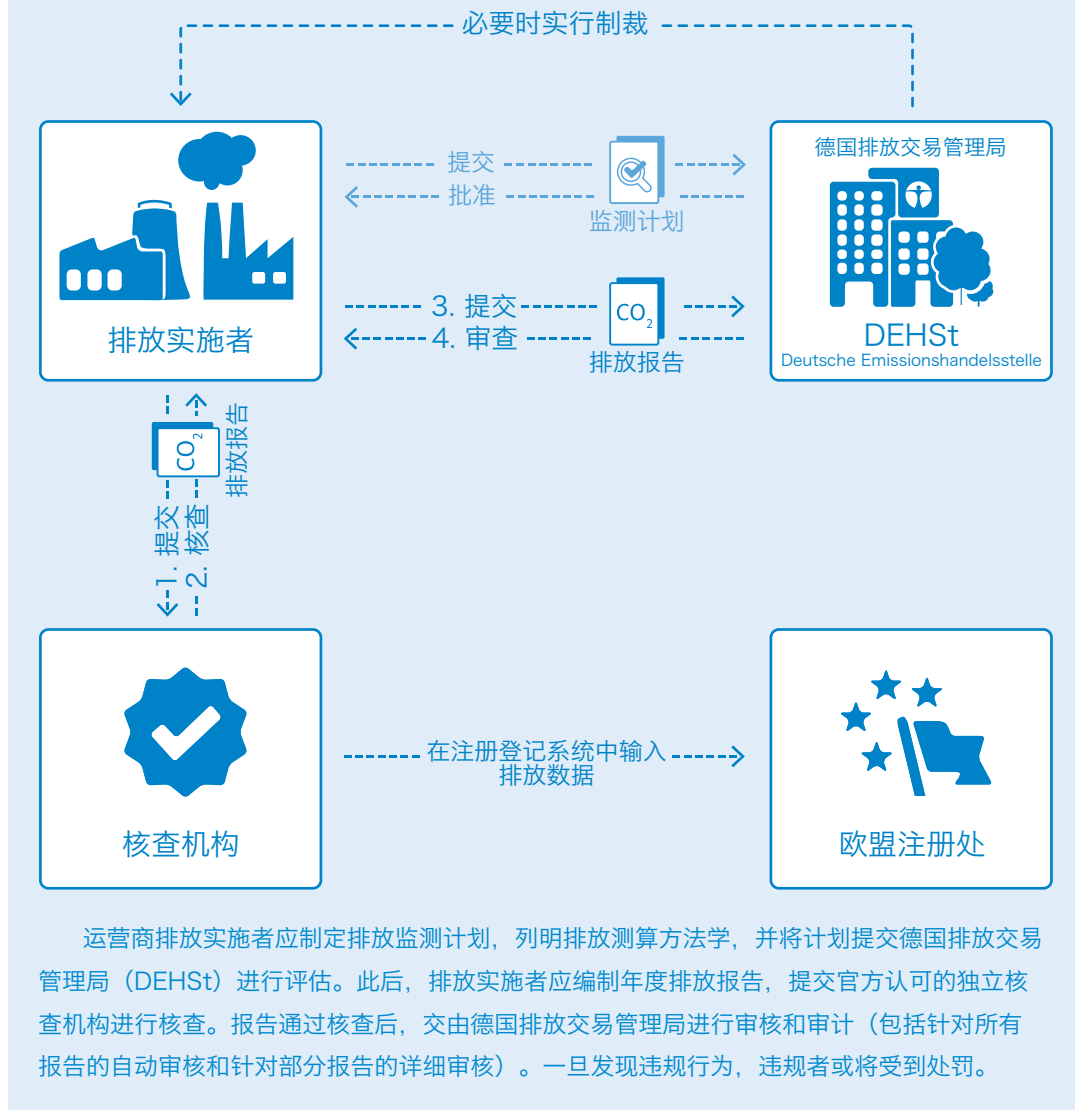 必要时实行制裁
德国排放交易管理局
提交
批准
监测计划
3. 提交
4. 审查
CO2
排放报告
排放实施者
DEHSt
Deutsche Emissionshandelsstelle
CO2
排放报告
1. 提交
2. 核查
在注册登记系统中输入
排放数据
核查机构
欧盟注册处
运营商排放实施者应制定排放监测计划，列明排放测算方法学，并将计划提交德国排放交易
管理局（DEHSt）进行评估。此后，排放实施者应编制年度排放报告，提交官方认可的独立核
查机构进行核查。报告通过核查后，交由德国排放交易管理局进行审核和审计（包括针对所有
报告的自动审核和针对部分报告的详细审核）。一旦发现违规行为，违规者或将受到处罚。